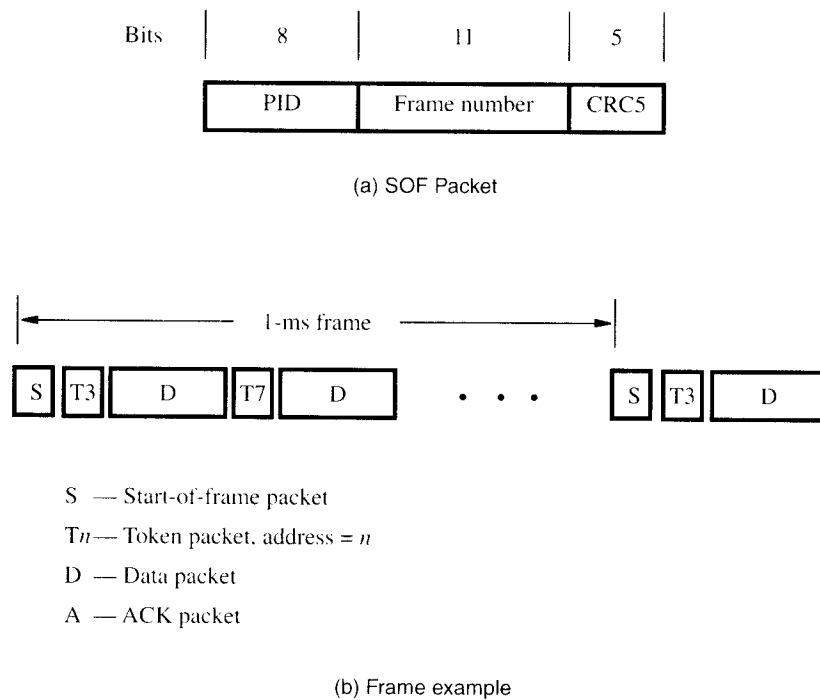 Bits 8 11 5
PID Frame number CRC5
(a) SOF Packet
1-ms frame
S T3 D T7 D . . . S T3 D
S — Start-of-frame packet
Tn — Token packet, address = n
D — Data packet
A — ACK packet
(b) Frame example